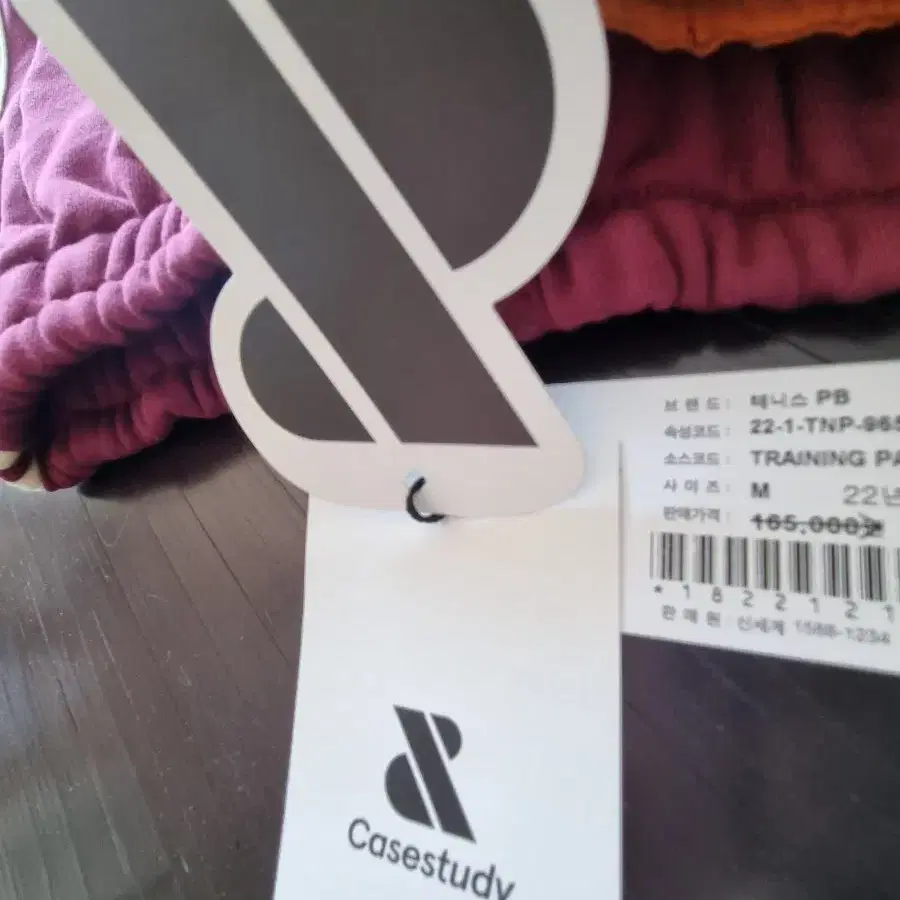 브 랜 드 : 테니스 PB
속성코드 : 22-1-TNP-965
소스코드 : TRAINING PA
사 이 즈 : M 22년
판매가격 : 165,000원
* 1 8 2 2 1 2 1
판 매 원 : 신세계 1588-1234
Casestudy